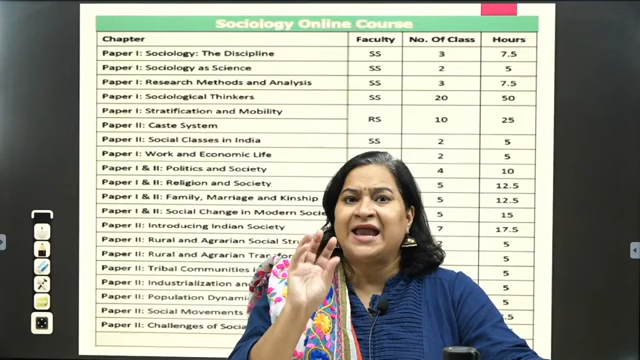 Sociology Online Course
Chapter Faculty No. Of Class Hours
Paper I: Sociology: The Discipline SS 3 7.5
Paper I: Sociology as Science SS 2 5
Paper I: Research Methods and Analysis SS 3 7.5
Paper I: Sociological Thinkers SS 20 50
Paper I: Stratification and Mobility
Paper II: Caste System RS 10 25
Paper II: Social Classes in India SS 2 5
Paper I: Work and Economic Life 2 5
Paper I & II: Politics and Society 4 10
Paper I & II: Religion and Society 5 12.5
Paper I & II: Family, Marriage and Kinship 5 12.5
Paper I & II: Social Change in Modern 5 15
Paper II: Introducing Indian Society 7 17.5
Paper II: Rural and Agrarian Social 5
Paper II: Rural and Agrarian 5
Paper II: Tribal Communities 5
Paper II: Industrialization 5
Paper II: Population 5
Paper II: Social Movements .5
Paper II: Challenges of 5